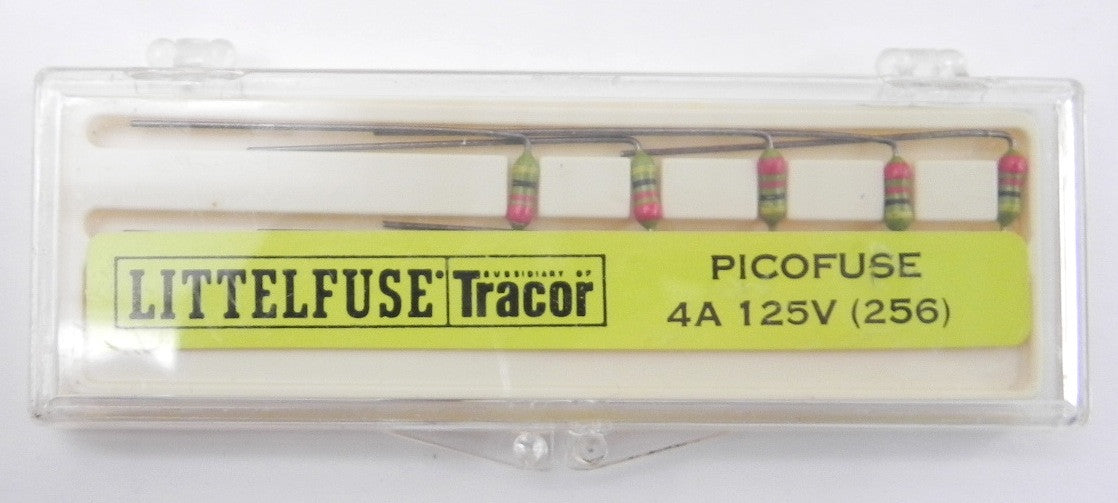 LITTELFUSE®
SUBSIDIARY OF
Tracor
PICOFUSE
4A 125V (256)